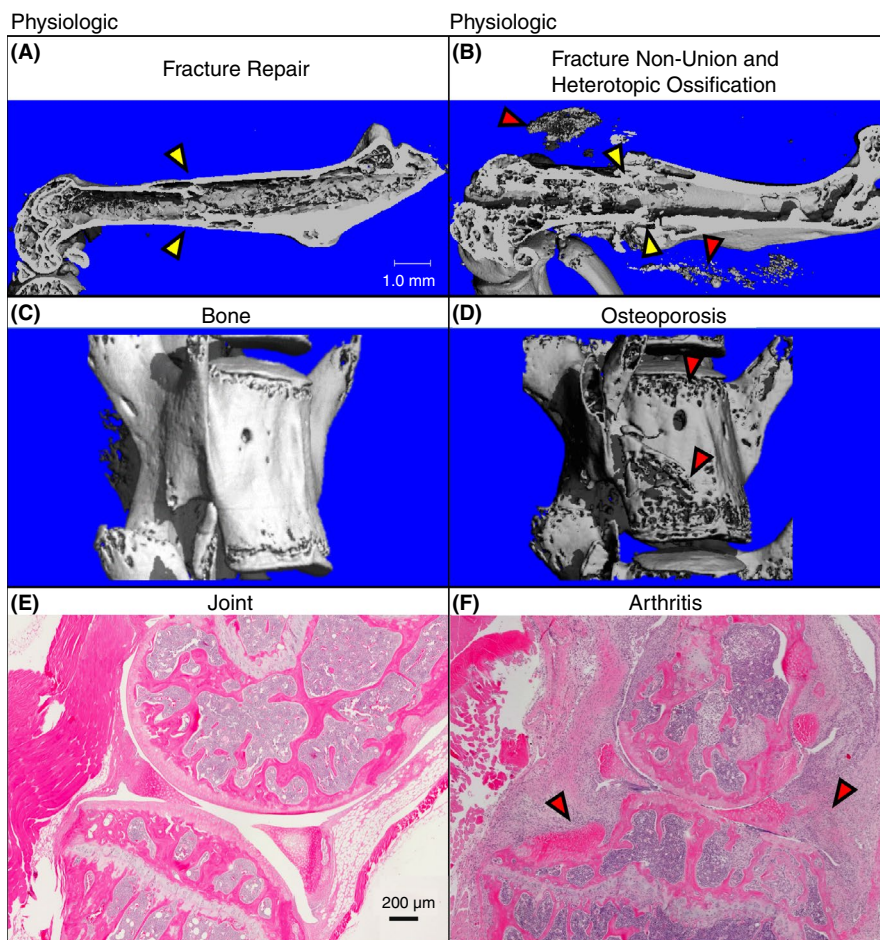 Physiologic
Physiologic
(A)
Fracture Repair
(B)
Fracture Non-Union and
Heterotopic Ossification
1.0 mm
(C)
Bone
(D)
Osteoporosis
(E)
Joint
(F)
Arthritis
200 µm